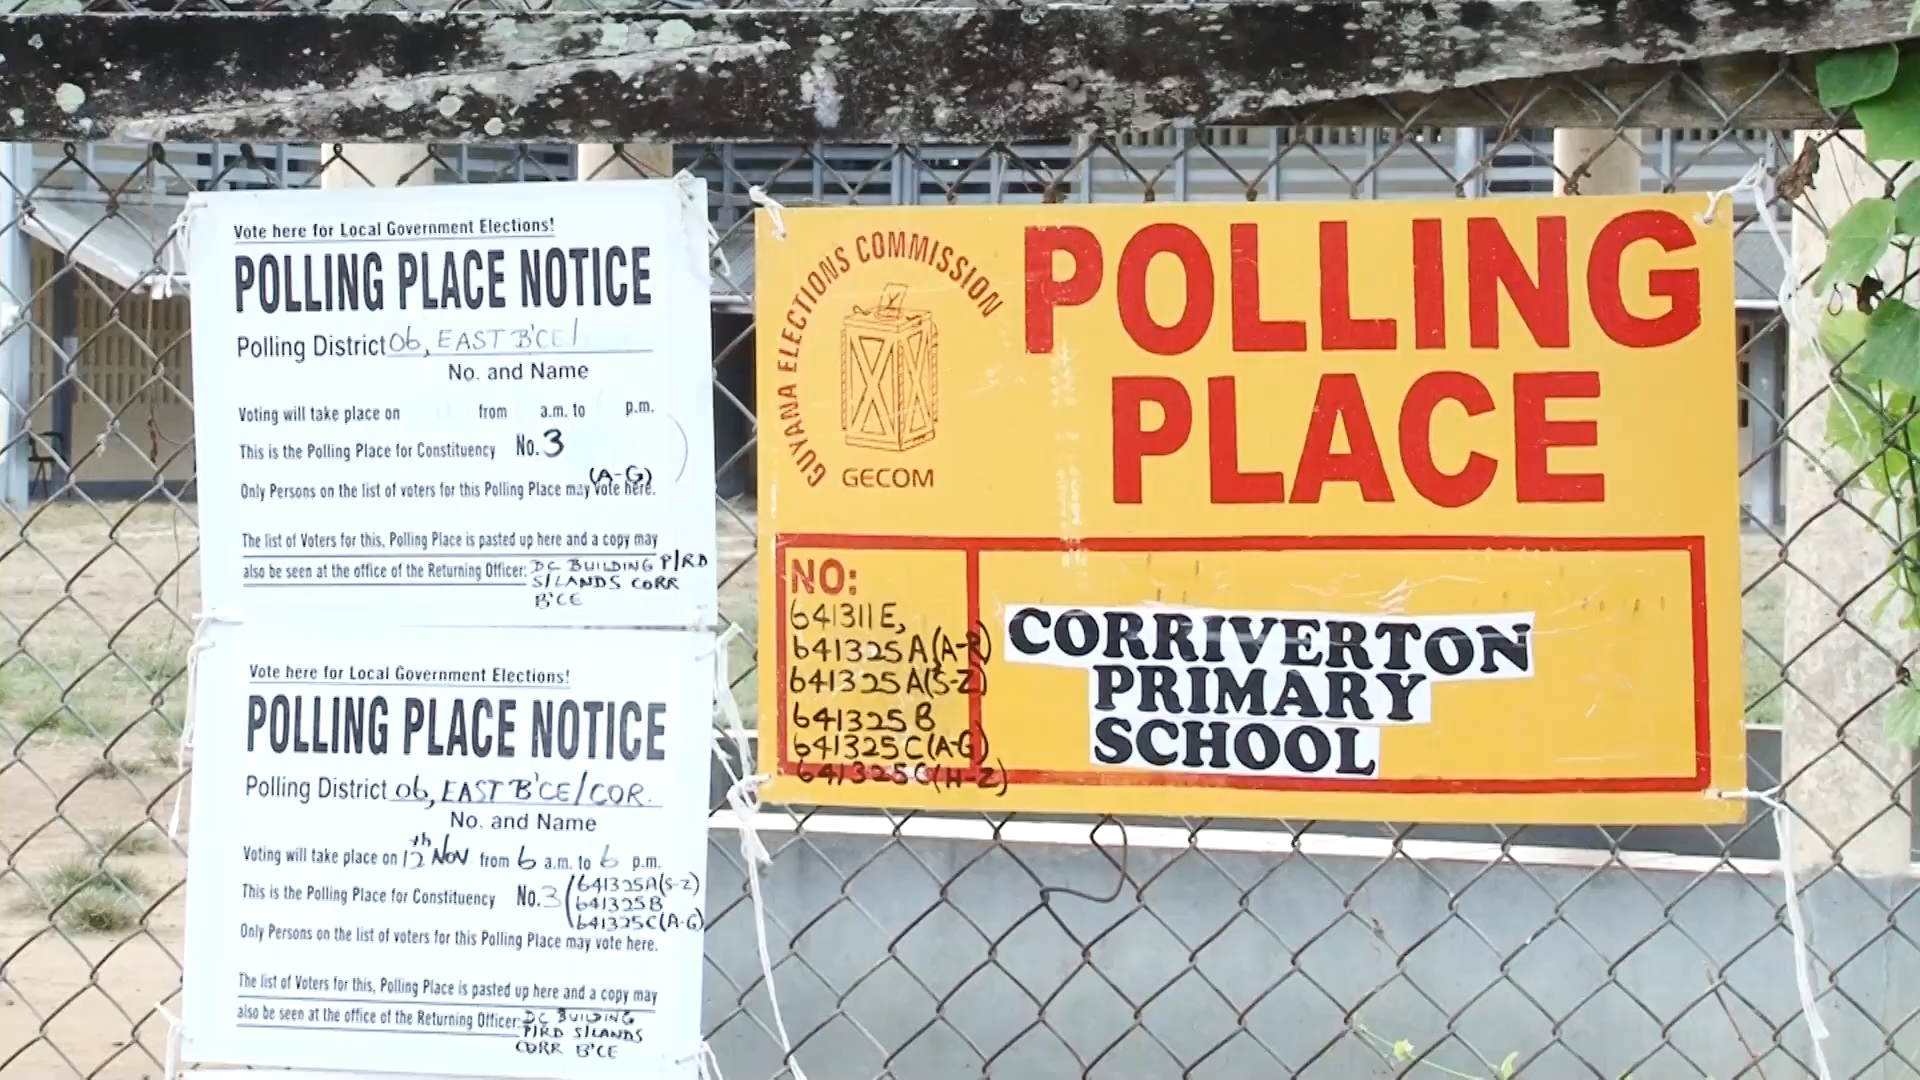 Vote here for Local Government Elections!
POLLING PLACE NOTICE
Polling District 06, EAST B'CE/
No. and Name
Voting will take place on from a.m. to p.m.
This is the Polling Place for Constituency No. 3
(A-G)
Only Persons on the list of voters for this Polling Place may vote here.
The list of Voters for this, Polling Place is pasted up here and a copy may
also be seen at the office of the Returning Officer: DC BUILDING P/RD
S/LANDS CORR
B'CE
Vote here for Local Government Elections!
POLLING PLACE NOTICE
Polling District 06, EAST B'CE/COR.
No. and Name
Voting will take place on 12th Nov from 6 a.m. to 6 p.m.
This is the Polling Place for Constituency No. 3 (641325A(S-Z)
641325B
641325C(A-G)
Only Persons on the list of voters for this Polling Place may vote here.
The list of Voters for this, Polling Place is pasted up here and a copy may
also be seen at the office of the Returning Officer: DC BUILDING
P/RD S/LANDS
CORR B'CE
GUYANA ELECTIONS COMMISSION
GECOM
POLLING
PLACE
NO:
641311E,
641325A(A-R)
641325A(S-Z)
641325B
641325C(A-G)
641325C(H-Z)
CORRIVERTON
PRIMARY
SCHOOL